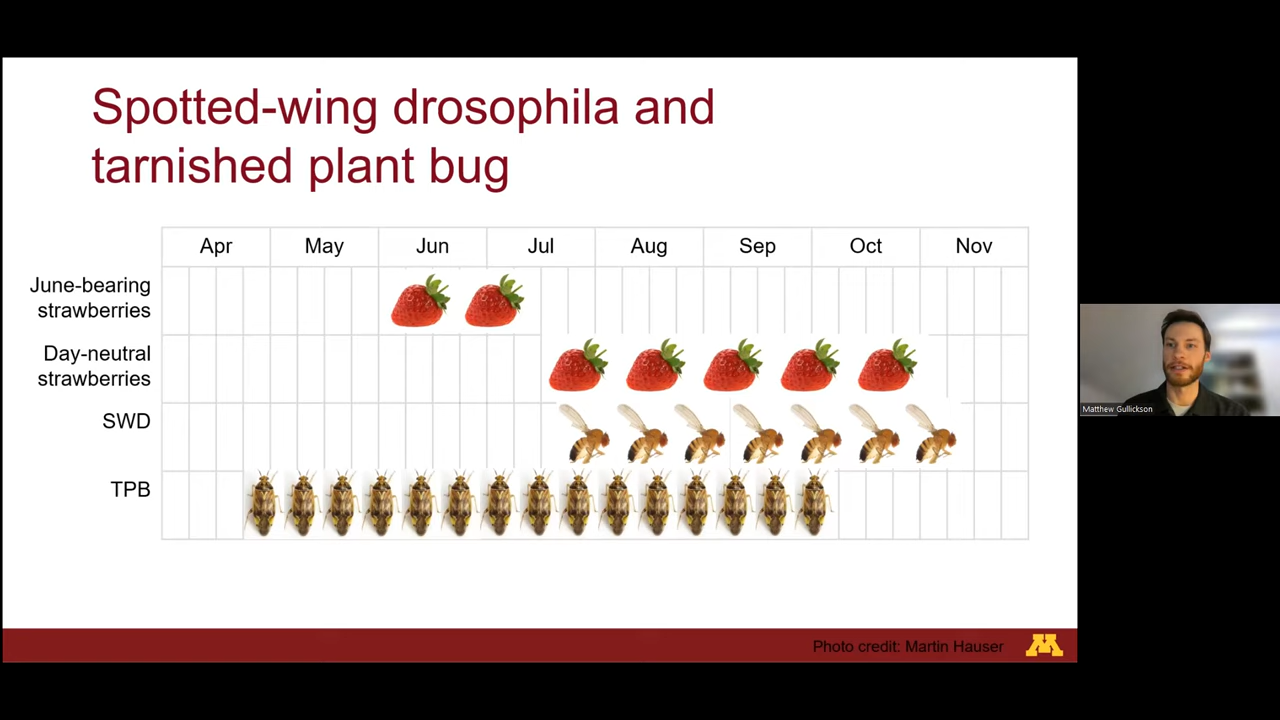 Spotted-wing drosophila and
tarnished plant bug
Apr May Jun Jul Aug Sep Oct Nov
June-bearing
strawberries
Day-neutral
strawberries
SWD
TPB
Matthew Gullickson
Photo credit: Martin Hauser